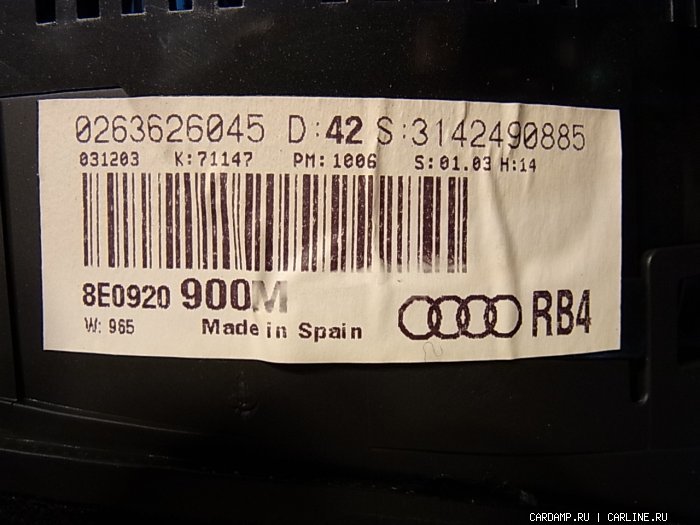 0263626045 D:42 S:3142490885
031203 K:71147 PM:1006 S:01.03 H:14
8E0920 900M
W: 965 Made in Spain RB4
CARDAMP.RU | CARLINE.RU